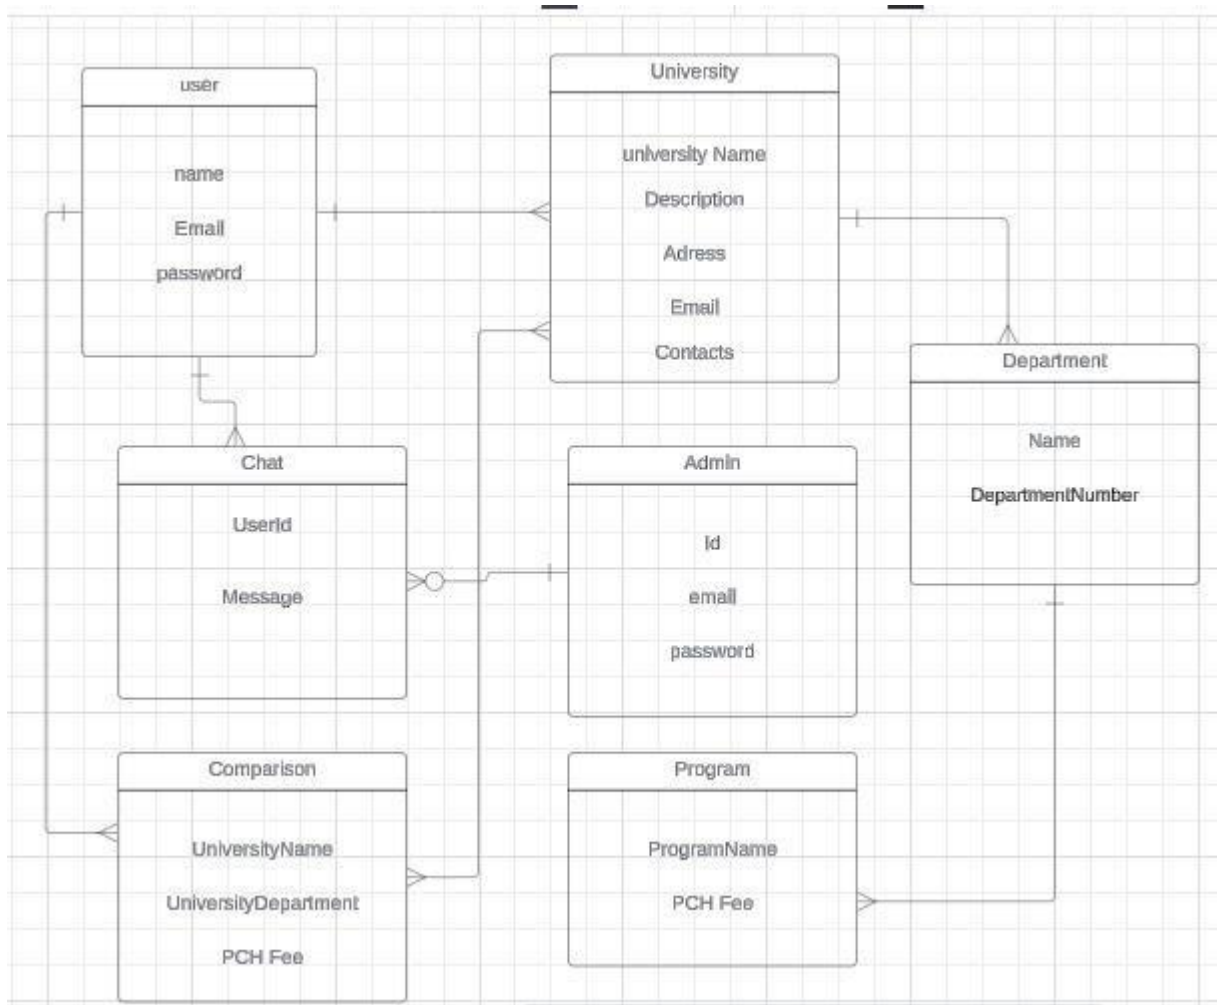 user
name
Email
password
University
university Name
Description
Adress
Email
Contacts
Department
Name
DepartmentNumber
Chat
UserId
Message
Admin
Id
email
password
Comparison
UniversityName
UniversityDepartment
PCH Fee
Program
ProgramName
PCH Fee